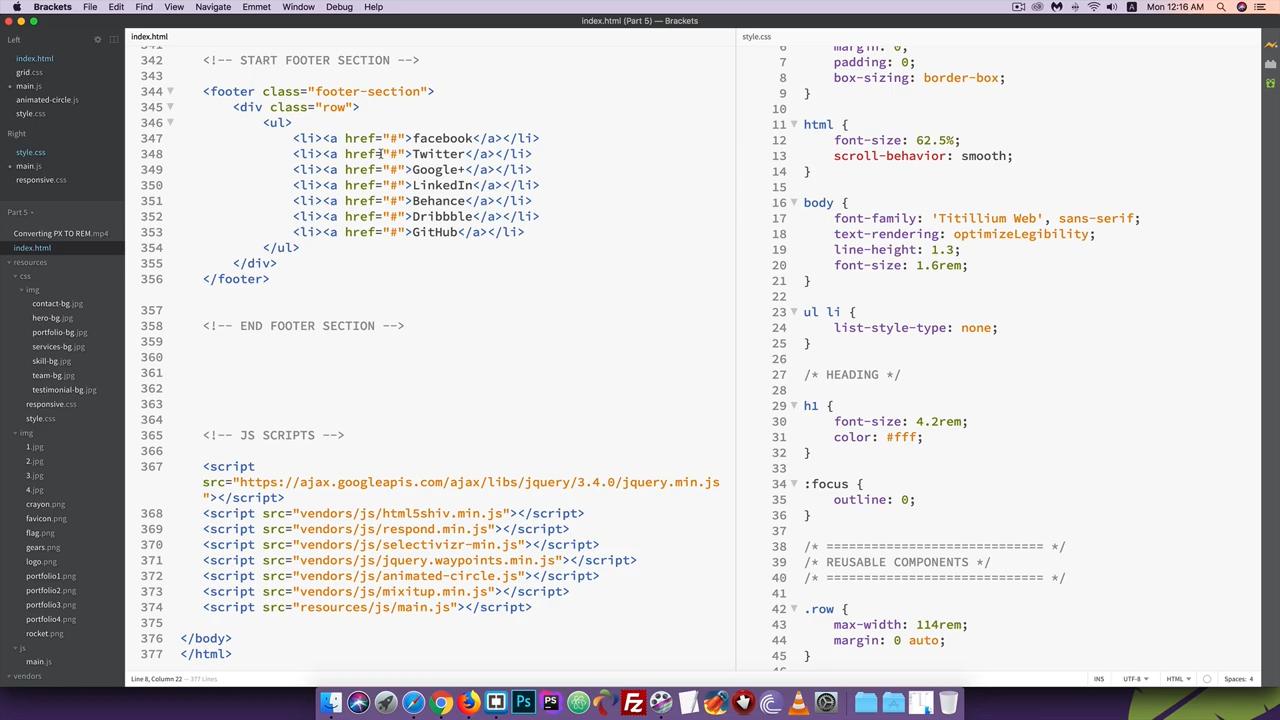 Brackets File Edit Find View Navigate Emmet Window Debug Help
A Mon 12:16 AM
index.html (Part 5) — Brackets
Left
index.html
grid.css
main.js
animated-circle.js
style.css
Right
style.css
main.js
responsive.css
Part 5
Converting PX TO REM.mp4
index.html
resources
css
img
contact-bg.jpg
hero-bg.jpg
portfolio-bg.jpg
services-bg.jpg
skill-bg.jpg
team-bg.jpg
testimonial-bg.jpg
responsive.css
style.css
img
1.jpg
2.jpg
3.jpg
4.jpg
crayon.png
favicon.png
flag.png
gears.png
logo.png
portfolio1.png
portfolio2.png
portfolio3.png
portfolio4.png
rocket.png
js
main.js
vendors
index.html
341
342 <!-- START FOOTER SECTION -->
343
344 <footer class="footer-section">
345 <div class="row">
346 <ul>
347 <li><a href="#">facebook</a></li>
348 <li><a href="#">Twitter</a></li>
349 <li><a href="#">Google+</a></li>
350 <li><a href="#">LinkedIn</a></li>
351 <li><a href="#">Behance</a></li>
352 <li><a href="#">Dribbble</a></li>
353 <li><a href="#">GitHub</a></li>
354 </ul>
355 </div>
356 </footer>
357
358 <!-- END FOOTER SECTION -->
359
360
361
362
363
364
365 <!-- JS SCRIPTS -->
366
367 <script
src="https://ajax.googleapis.com/ajax/libs/jquery/3.4.0/jquery.min.js
"></script>
368 <script src="vendors/js/html5shiv.min.js"></script>
369 <script src="vendors/js/respond.min.js"></script>
370 <script src="vendors/js/selectivizr-min.js"></script>
371 <script src="vendors/js/jquery.waypoints.min.js"></script>
372 <script src="vendors/js/animated-circle.js"></script>
373 <script src="vendors/js/mixitup.min.js"></script>
374 <script src="resources/js/main.js"></script>
375
376 </body>
377 </html>
style.css
6 margin: 0;
7 padding: 0;
8 box-sizing: border-box;
9 }
10
11 html {
12 font-size: 62.5%;
13 scroll-behavior: smooth;
14 }
15
16 body {
17 font-family: 'Titillium Web', sans-serif;
18 text-rendering: optimizeLegibility;
19 line-height: 1.3;
20 font-size: 1.6rem;
21 }
22
23 ul li {
24 list-style-type: none;
25 }
26
27 /* HEADING */
28
29 h1 {
30 font-size: 4.2rem;
31 color: #fff;
32 }
33
34 :focus {
35 outline: 0;
36 }
37
38 /* ============================= */
39 /* REUSABLE COMPONENTS */
40 /* ============================= */
41
42 .row {
43 max-width: 114rem;
44 margin: 0 auto;
45 }
Line 8, Column 22 — 377 Lines
INS UTF-8 HTML Spaces: 4
Ps PS FZ